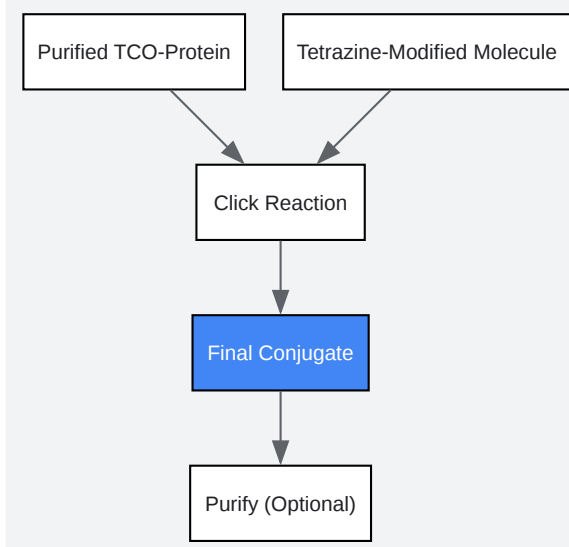 Purified TCO-Protein
Tetrazine-Modified Molecule
Click Reaction
Final Conjugate
Purify (Optional)